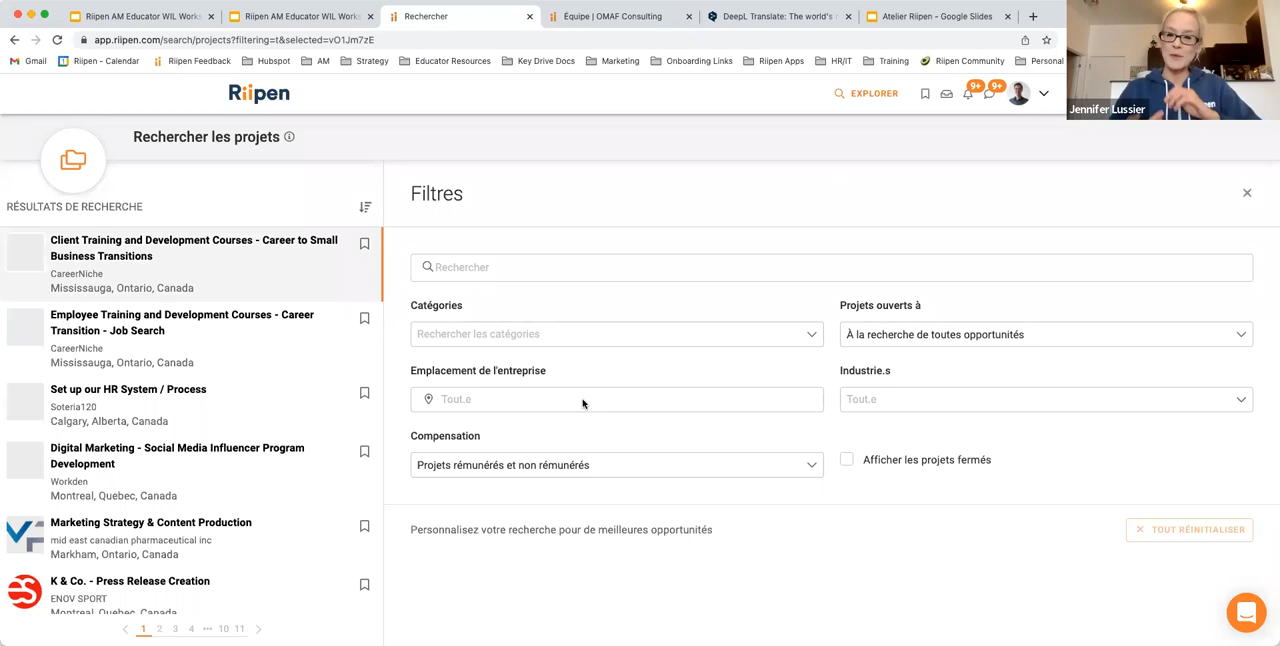 Riipen AM Educator WIL Works
Riipen AM Educator WIL Works
Rechercher
Équipe | OMAF Consulting
DeepL Translate: The world's
Atelier Riipen - Google Slides
app.riipen.com/search/projects?filtering=t&selected=vO1Jm7zE
Gmail
Riipen - Calendar
Riipen Feedback
Hubspot
AM
Strategy
Educator Resources
Key Drive Docs
Marketing
Onboarding Links
Riipen Apps
HR/IT
Training
Riipen Community
Personal
Jennifer Lussier
Riipen
EXPLORER
9+
9+
Rechercher les projets
RÉSULTATS DE RECHERCHE
Client Training and Development Courses - Career to Small
Business Transitions
CareerNiche
Mississauga, Ontario, Canada
Employee Training and Development Courses - Career
Transition - Job Search
CareerNiche
Mississauga, Ontario, Canada
Set up our HR System / Process
Soteria120
Calgary, Alberta, Canada
Digital Marketing - Social Media Influencer Program
Development
Workden
Montreal, Quebec, Canada
Marketing Strategy & Content Production
mid east canadian pharmaceutical inc
Markham, Ontario, Canada
K & Co. - Press Release Creation
ENOV SPORT
Montreal, Quebec, Canada
1 2 3 4 ••• 10 11
Filtres
Rechercher
Catégories
Rechercher les catégories
Projets ouverts à
À la recherche de toutes opportunités
Emplacement de l'entreprise
Tout.e
Industrie.s
Tout.e
Compensation
Projets rémunérés et non rémunérés
Afficher les projets fermés
Personnalisez votre recherche pour de meilleures opportunités
TOUT RÉINITIALISER